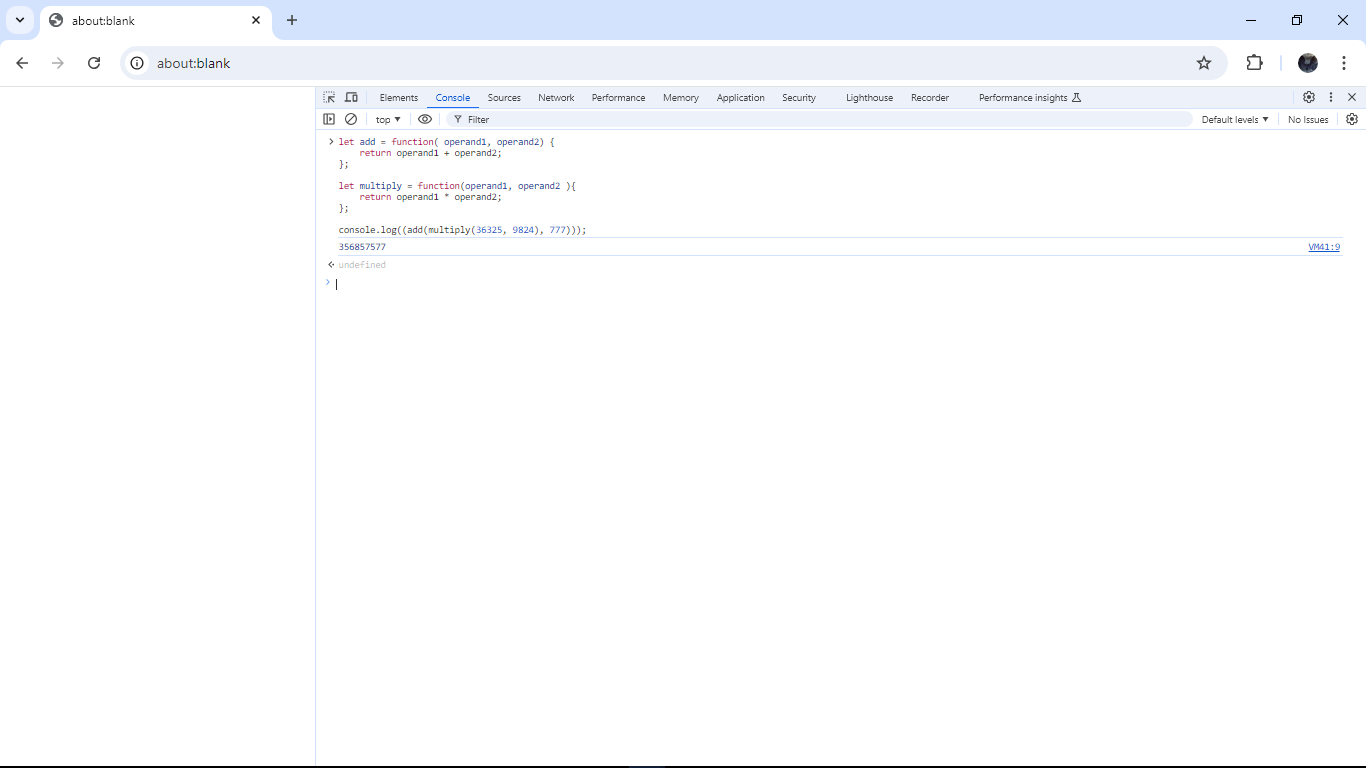 about:blank
about:blank
Elements Console Sources Network Performance Memory Application Security Lighthouse Recorder Performance insights
top Filter Default levels No Issues
let add = function( operand1, operand2) {
    return operand1 + operand2;
};
let multiply = function(operand1, operand2 ){
    return operand1 * operand2;
};
console.log((add(multiply(36325, 9824), 777)));
356857577 VM41:9
undefined